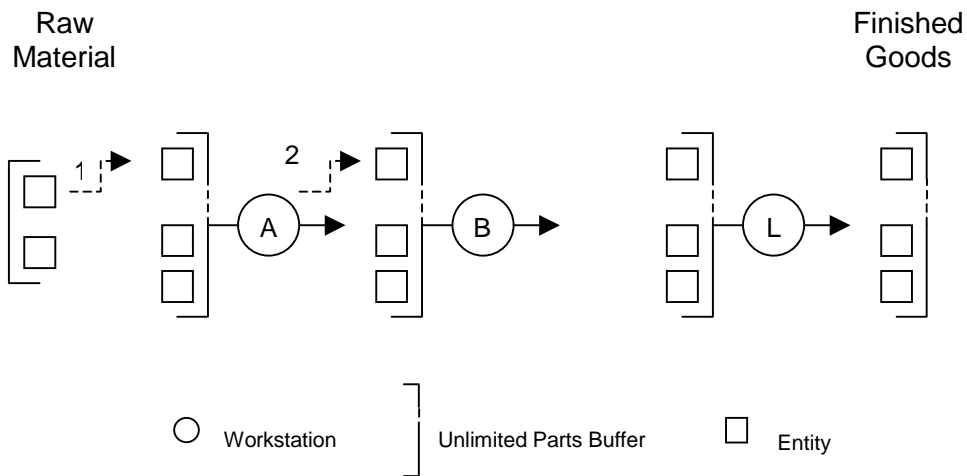 Raw
Material
Finished
Goods
1
2
A
B
L
Workstation
Unlimited Parts Buffer
Entity